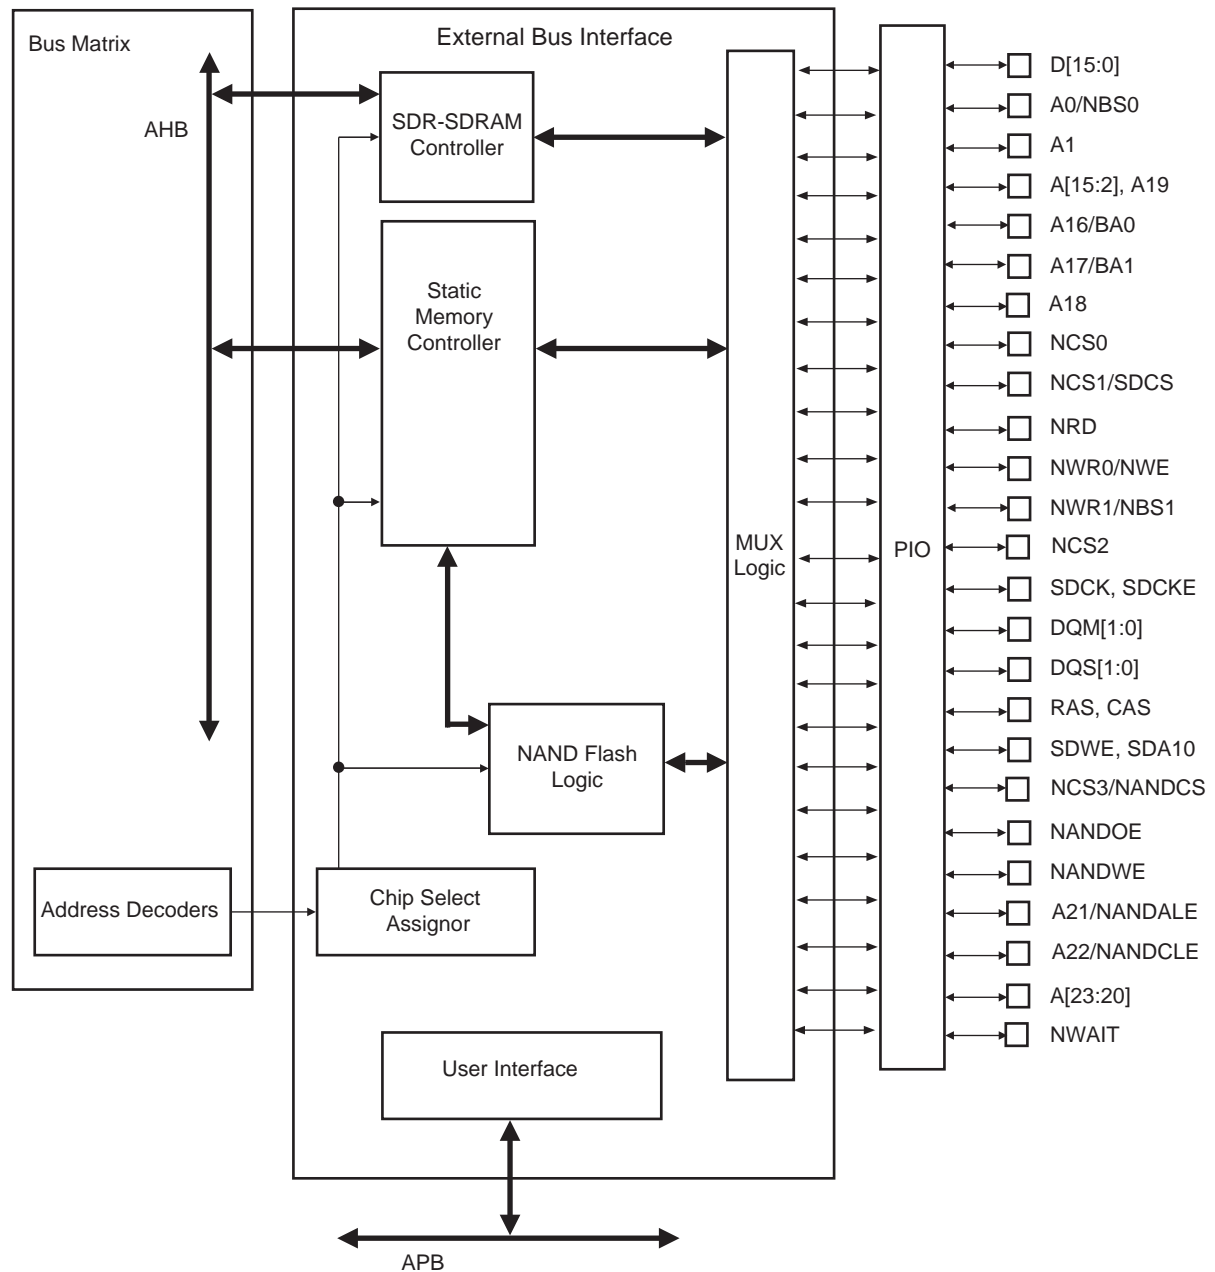 Bus Matrix
External Bus Interface
AHB
SDR-SDRAM
Controller
Static
Memory
Controller
NAND Flash
Logic
MUX
Logic
PIO
Address Decoders
Chip Select
Assignor
User Interface
APB
D[15:0]
A0/NBS0
A1
A[15:2], A19
A16/BA0
A17/BA1
A18
NCS0
NCS1/SDCS
NRD
NWR0/NWE
NWR1/NBS1
NCS2
SDCK, SDCKE
DQM[1:0]
DQS[1:0]
RAS, CAS
SDWE, SDA10
NCS3/NANDCS
NANDOE
NANDWE
A21/NANDALE
A22/NANDCLE
A[23:20]
NWAIT